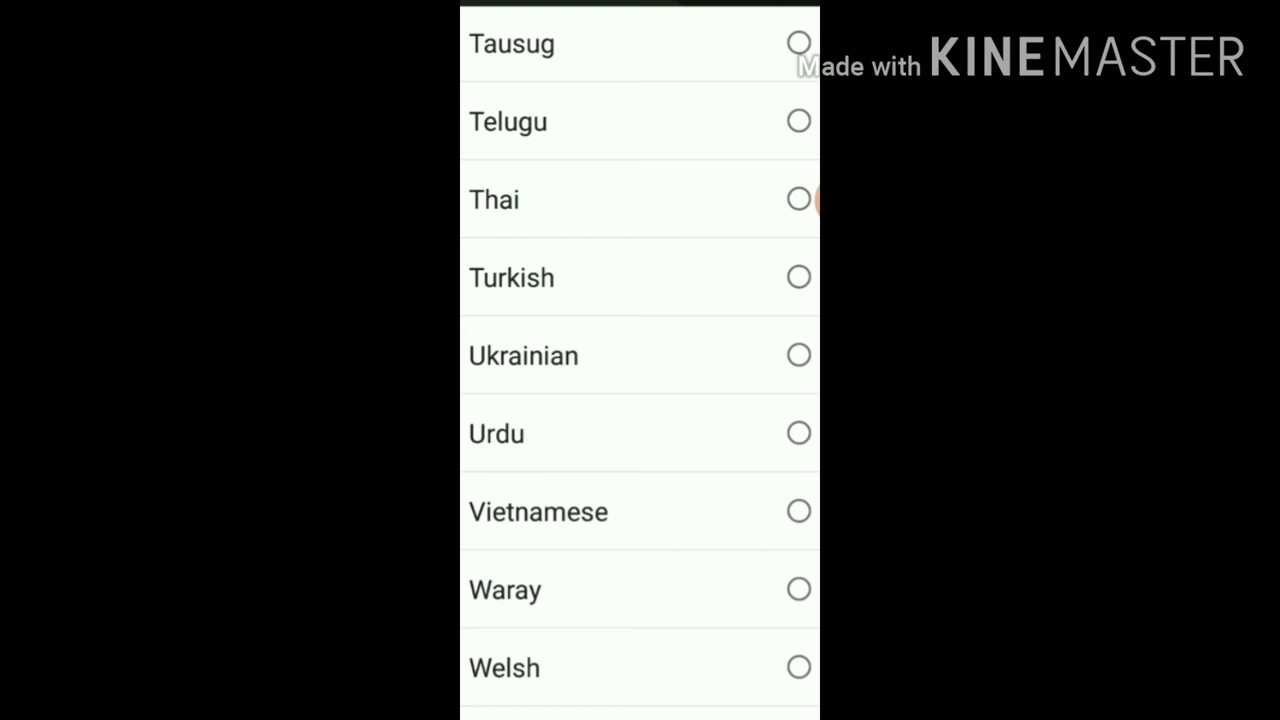 Tausug
Made with KINEMASTER
Telugu
Thai
Turkish
Ukrainian
Urdu
Vietnamese
Waray
Welsh